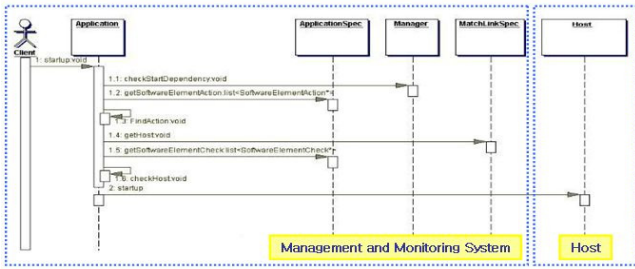 Application
ApplicationSpec
Manager
MatchLinkSpec
Host
Client
1: startup:void
1.1: checkStartDependency:void
1.2: getSoftwareElementAction:list<SoftwareElementAction*>
1.3: FindAction:void
1.4: getHost:void
1.5: getSoftwareElementCheck:list<SoftwareElementCheck*>
1.6: checkHost:void
2: startup
Management and Monitoring System
Host